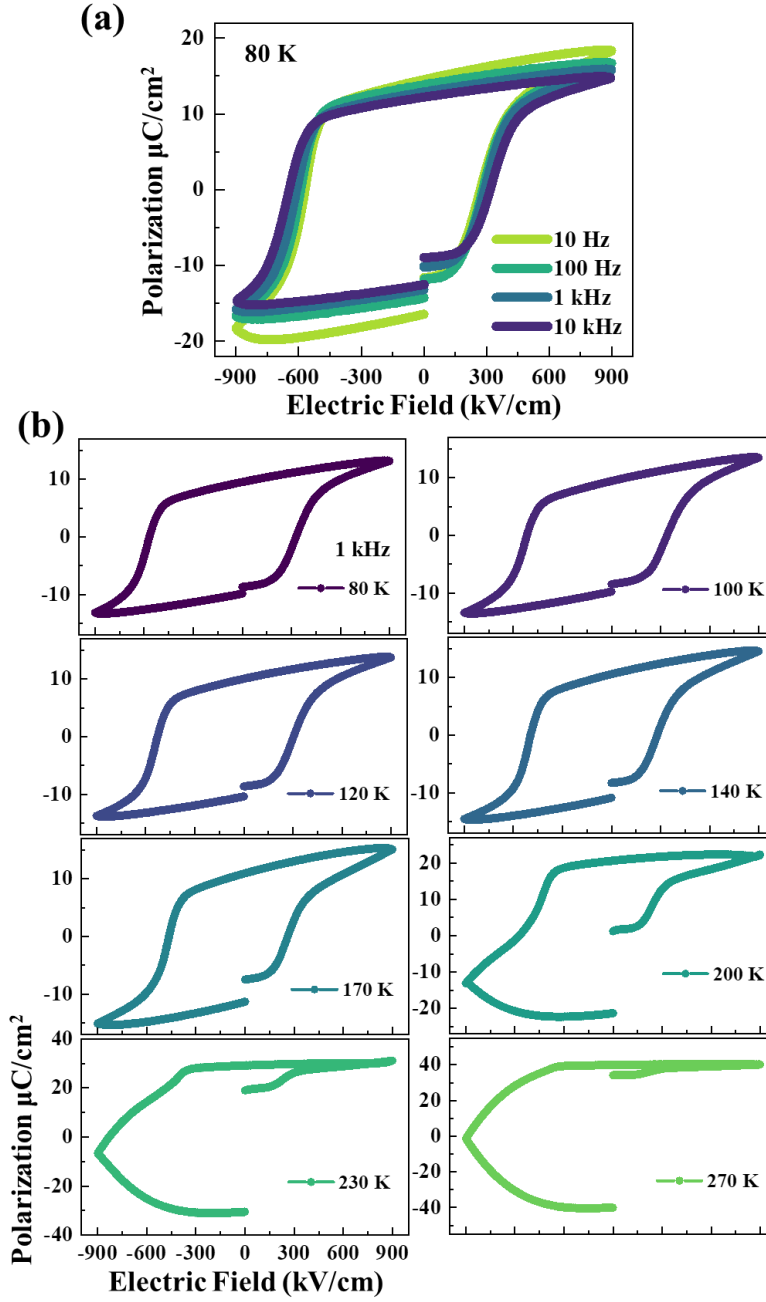 (a)
80 K
Polarization µC/cm²
20
10
0
-10
-20
10 Hz
100 Hz
1 kHz
10 kHz
-900 -600 -300 0 300 600 900
Electric Field (kV/cm)
(b)
10
0
-10
1 kHz
80 K
10
0
-10
100 K
10
0
-10
120 K
10
0
-10
140 K
10
0
-10
170 K
20
10
0
-10
-20
200 K
Polarization µC/cm²
40
20
0
-20
-40
230 K
40
20
0
-20
-40
270 K
-900 -600 -300 0 300 600 900
Electric Field (kV/cm)